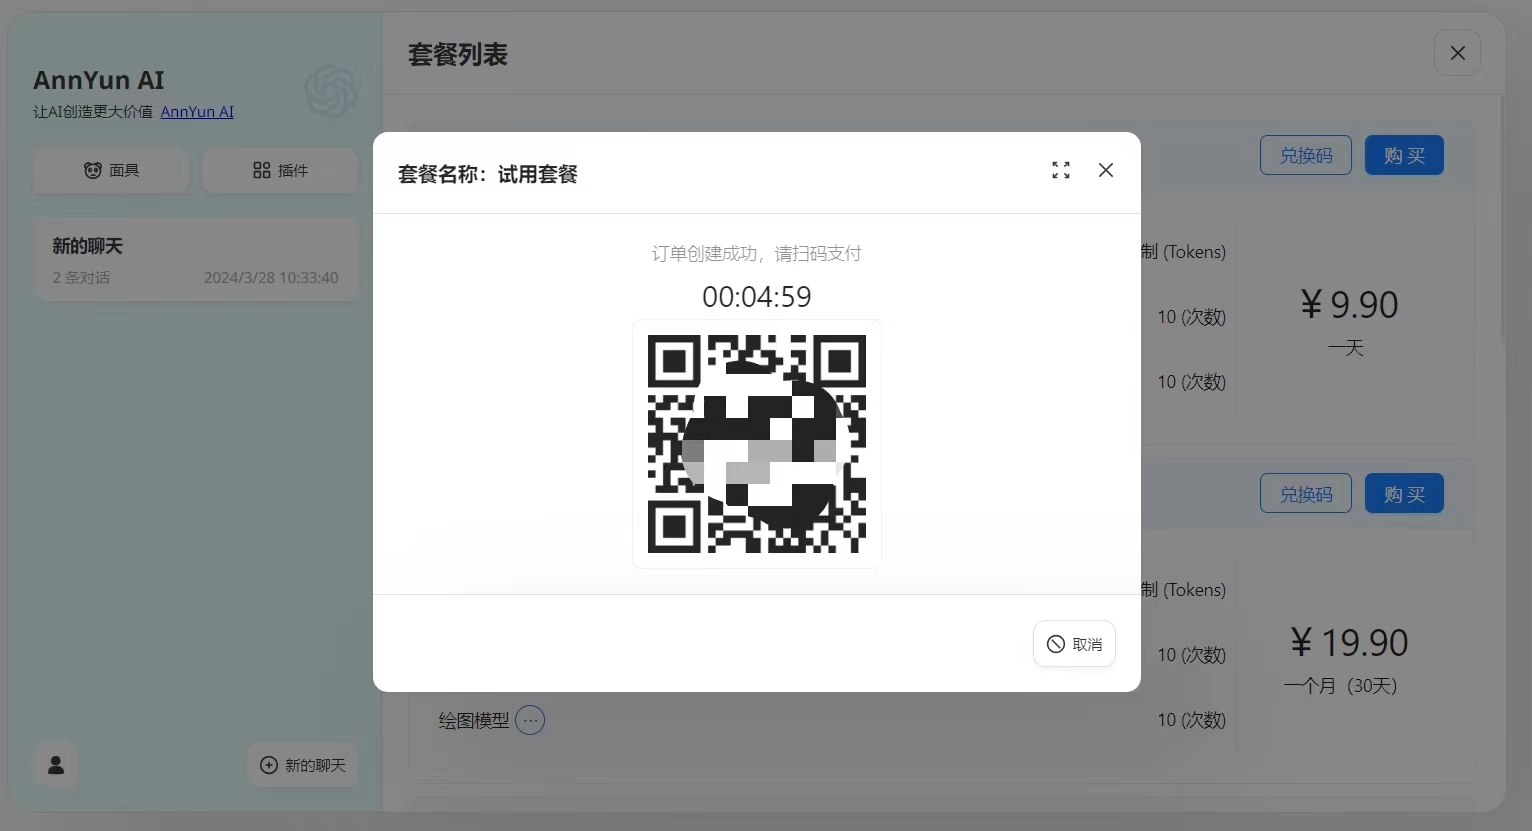 AnnYun AI
让AI创造更大价值 AnnYun AI
面具
插件
新的聊天
2 条对话
2024/3/28 10:33:40
新的聊天
套餐列表
兑换码
购 买
制 (Tokens)
10 (次数)
10 (次数)
¥ 9.90
一天
兑换码
购 买
制 (Tokens)
10 (次数)
绘图模型
10 (次数)
¥ 19.90
一个月（30天）
套餐名称：试用套餐
订单创建成功，请扫码支付
00:04:59
取消